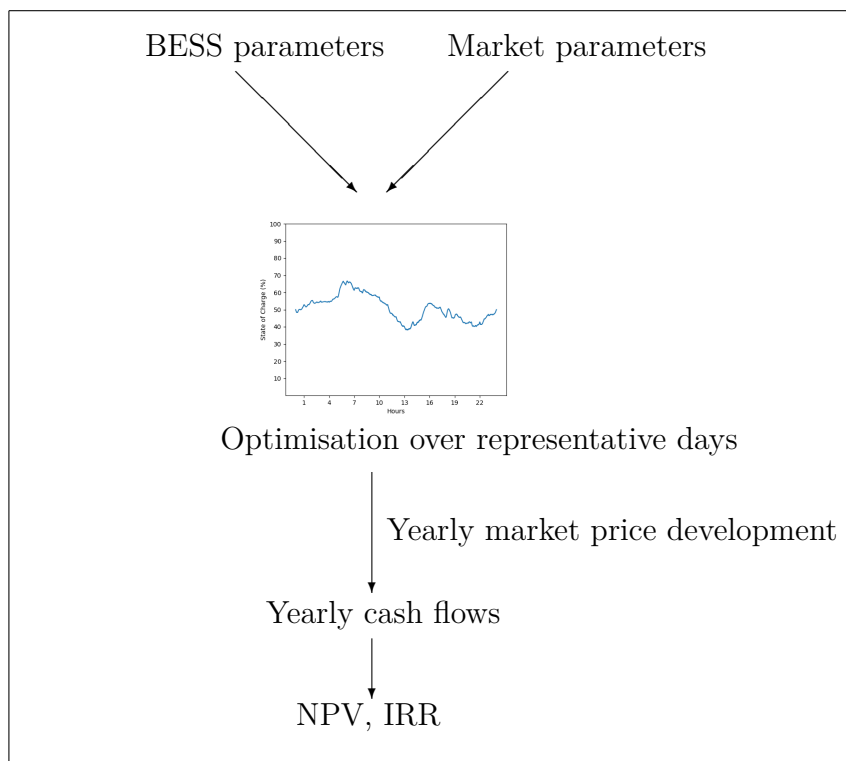 BESS parameters Market parameters
100
90
80
70
60
50
40
30
20
10
State of Charge (%)
1 4 7 10 13 16 19 22
Hours
Optimisation over representative days
Yearly market price development
Yearly cash flows
NPV, IRR